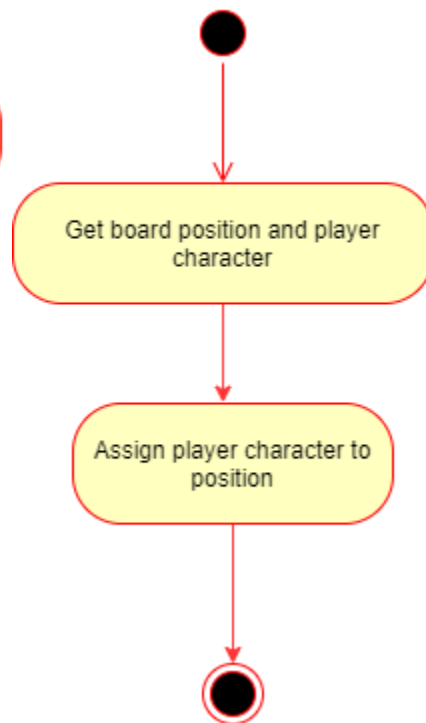 Get board position and player
character
Assign player character to
position